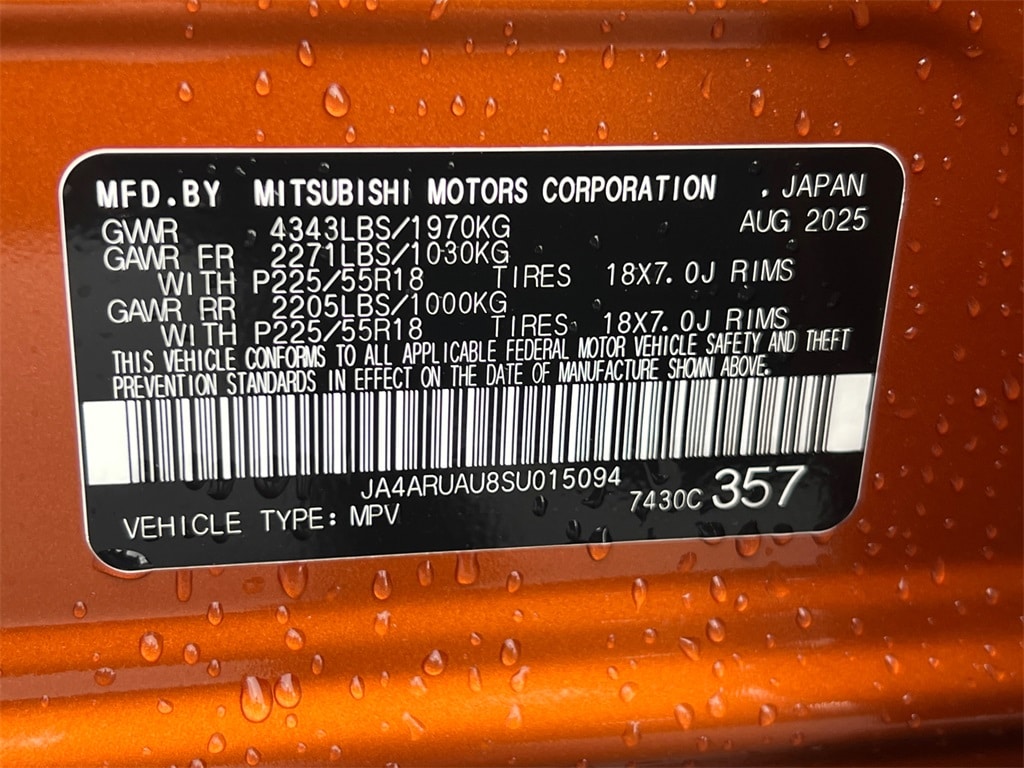 MFD.BY MITSUBISHI MOTORS CORPORATION , JAPAN
GWWR 4343LBS/1970KG AUG 2025
GAWR FR 2271LBS/1030KG
WITH P225/55R18 TIRES 18X7.0J RIMS
GAWR RR 2205LBS/1000KG
WITH P225/55R18 TIRES 18X7.0J RIMS
THIS VEHICLE CONFORMS TO ALL APPLICABLE FEDERAL MOTOR VEHICLE SAFETY AND THEFT
PREVENTION STANDARDS IN EFFECT ON THE DATE OF MANUFACTURE SHOWN ABOVE.
JA4ARUAU8SU015094
VEHICLE TYPE: MPV 7430C 357